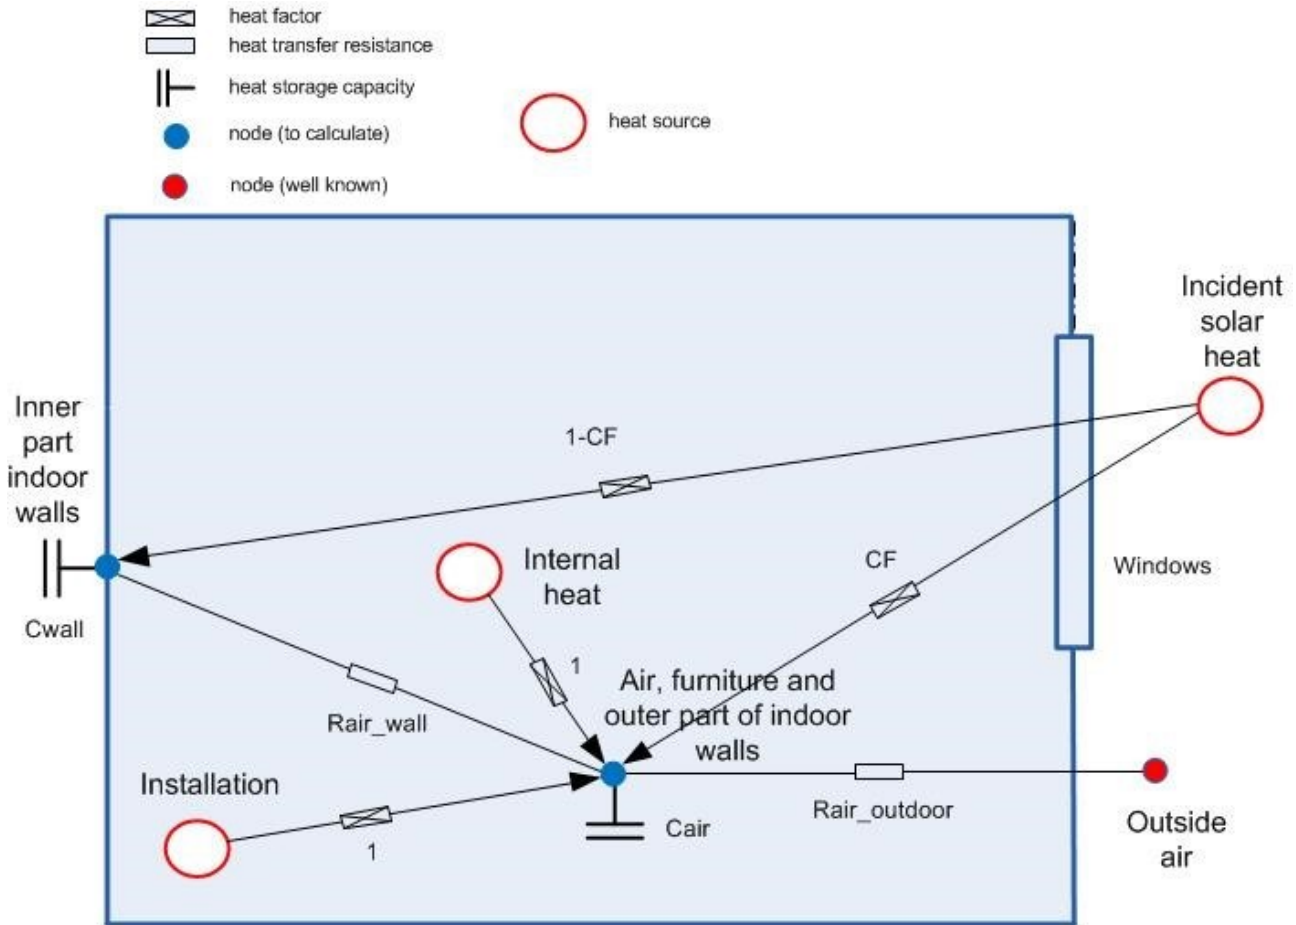 heat factor
heat transfer resistance
heat storage capacity
node (to calculate)
heat source
node (well known)
Incident
solar
heat
Inner
part
indoor
walls
1-CF
Internal
heat
CF
Windows
Cwall
1
Air, furniture and
outer part of indoor
walls
Rair_wall
Installation
Rair_outdoor
Cair
Outside
air
1